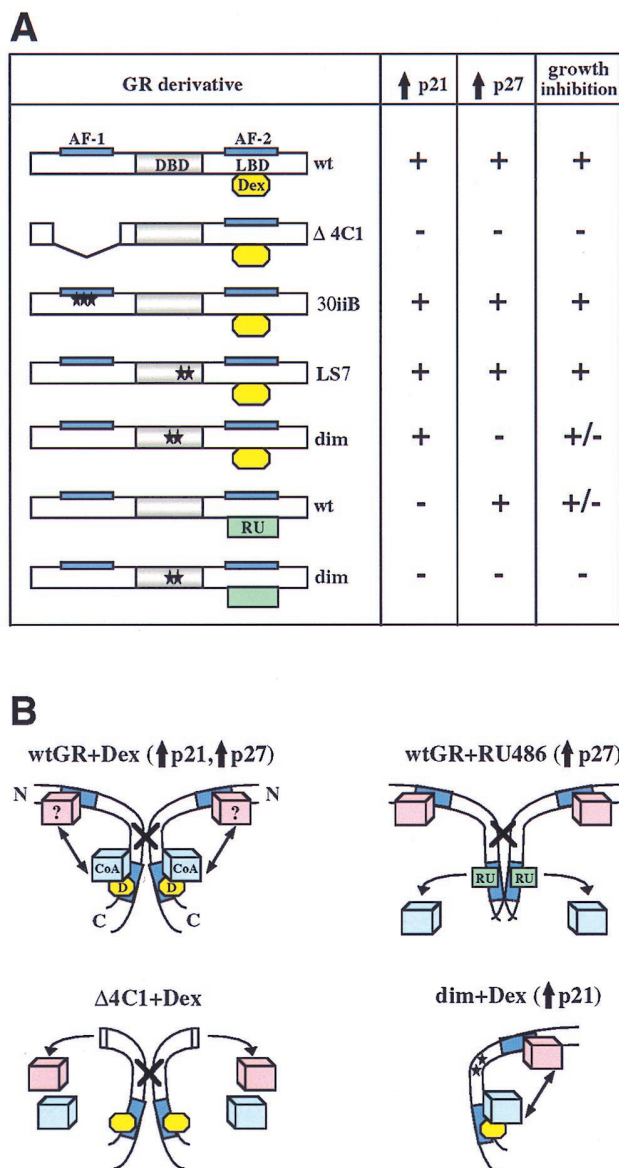 A
GR derivative ↑ p21 ↑ p27 growth inhibition
AF-1 AF-2
DBD LBD wt + + +
Dex
Δ 4C1 - - -
30iiB + + +
LS7 + + +
dim + - +/-
wt - + +/-
RU
dim - - -
B
wtGR+Dex (↑p21,↑p27)
N ? ? N
CoA CoA
D D
C C
wtGR+RU486 (↑p27)
RU RU
Δ4C1+Dex
dim+Dex (↑p21)